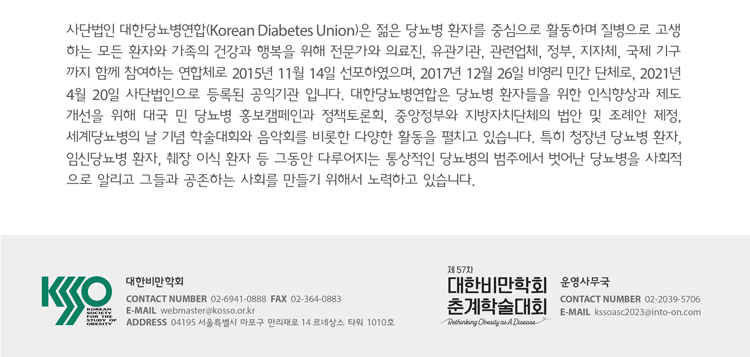 사단법인 대한당뇨병연합(Korean Diabetes Union)은 젊은 당뇨병 환자를 중심으로 활동하며 질병으로 고생
하는 모든 환자와 가족의 건강과 행복을 위해 전문가와 의료진, 유관기관, 관련업체, 정부, 지자체, 국제 기구
까지 함께 참여하는 연합체로 2015년 11월 14일 선포하였으며, 2017년 12월 26일 비영리 민간 단체로, 2021년
4월 20일 사단법인으로 등록된 공익기관 입니다. 대한당뇨병연합은 당뇨병 환자들을 위한 인식향상과 제도
개선을 위해 대국 민 당뇨병 홍보캠페인과 정책토론회, 중앙정부와 지방자치단체의 법안 및 조례안 제정,
세계당뇨병의 날 기념 학술대회와 음악회를 비롯한 다양한 활동을 펼치고 있습니다. 특히 청장년 당뇨병 환자,
임신당뇨병 환자, 췌장 이식 환자 등 그동안 다루어지는 통상적인 당뇨병의 범주에서 벗어난 당뇨병을 사회적
으로 알리고 그들과 공존하는 사회를 만들기 위해서 노력하고 있습니다.
KSSO
KOREAN
SOCIETY
FOR THE
STUDY OF
OBESITY
대한비만학회
CONTACT NUMBER 02-6941-0888 FAX 02-364-0883
E-MAIL webmaster@kosso.or.kr
ADDRESS 04195 서울특별시 마포구 만리재로 14 르네상스 타워 1010호
제 57차
대한비만학회
춘계학술대회
Rethinking Obesity as A Disease
운영사무국
CONTACT NUMBER 02-2039-5706
E-MAIL kssoasc2023@into-on.com